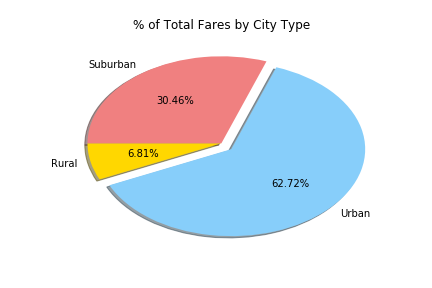 % of Total Fares by City Type
Suburban
30.46%
Rural
6.81%
62.72%
Urban